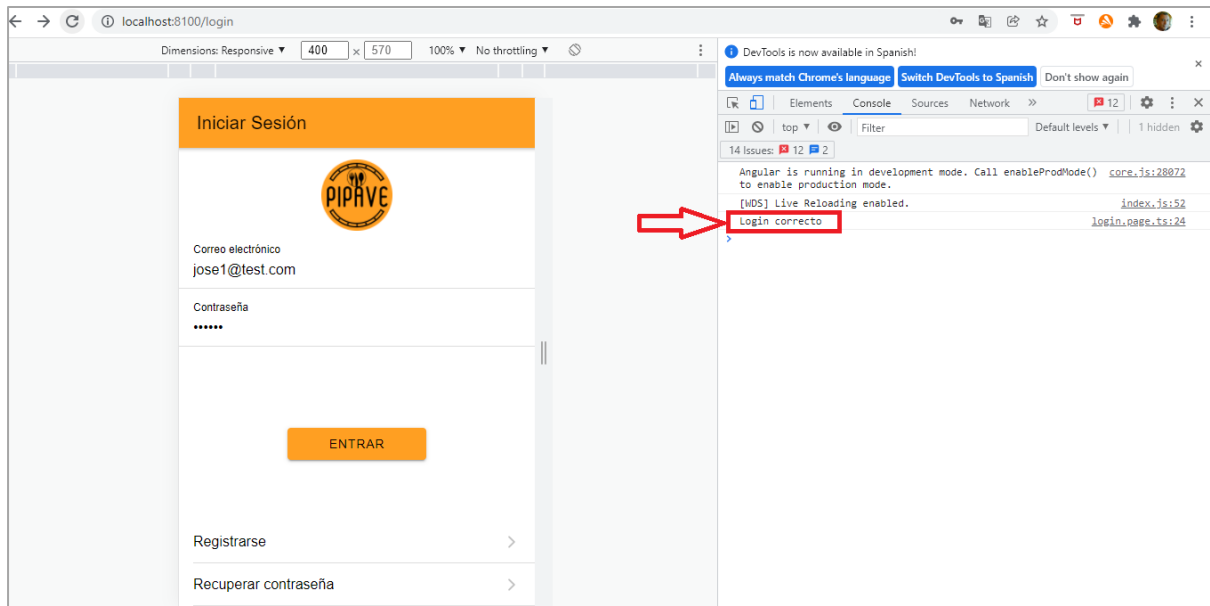 localhost:8100/login
Dimensions: Responsive ▼ 400 × 570 100% ▼ No throttling ▼
DevTools is now available in Spanish!
Always match Chrome's language Switch DevTools to Spanish Don't show again
Elements Console Sources Network » 12
top ▼ Filter Default levels ▼ 1 hidden
14 Issues: 12 2
Angular is running in development mode. Call enableProdMode() core.js:28072
to enable production mode.
[WDS] Live Reloading enabled. index.js:52
Login correcto login.page.ts:24
Iniciar Sesión
PIPAVE
Correo electrónico
jose1@test.com
Contraseña
••••••
ENTRAR
Registrarse
Recuperar contraseña